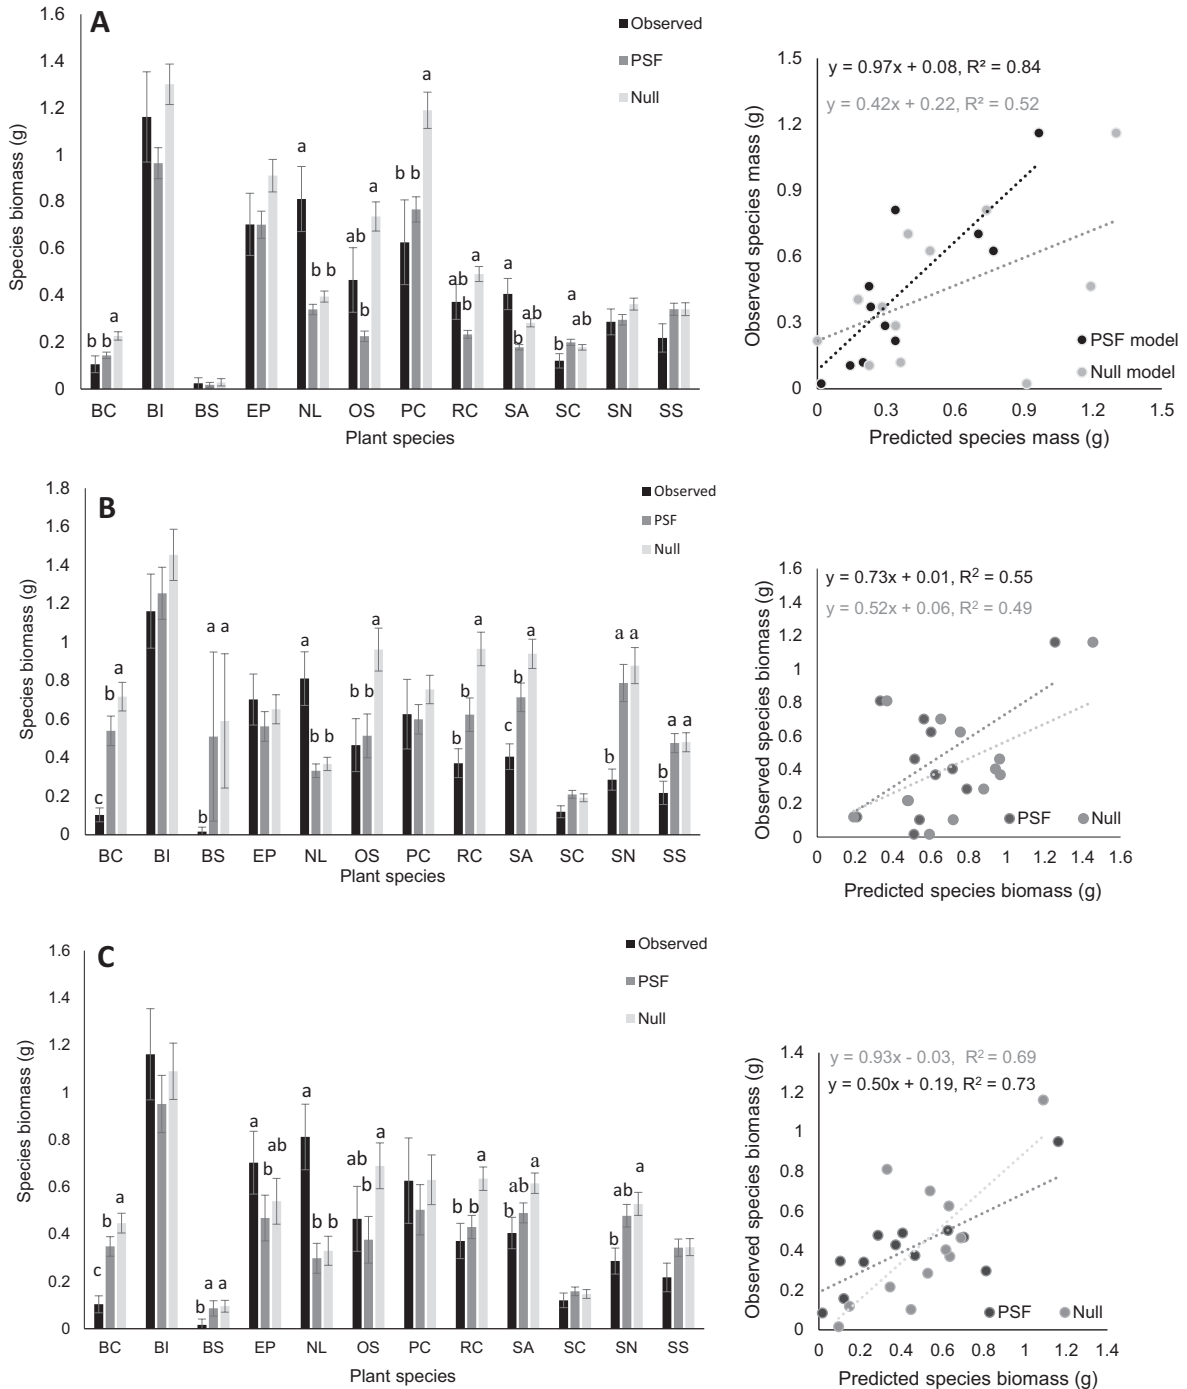 A
Observed
PSF
Null
Species biomass (g)
1.6
1.4
1.2
1
0.8
0.6
0.4
0.2
0
b b a
a b b
ab b a
b b a
ab b a
a b ab
b a ab
BC BI BS EP NL OS PC RC SA SC SN SS
Plant species
y = 0.97x + 0.08, R² = 0.84
y = 0.42x + 0.22, R² = 0.52
Observed species mass (g)
1.5
1.2
0.9
0.6
0.3
0
PSF model
Null model
0 0.3 0.6 0.9 1.2 1.5
Predicted species mass (g)
B
Observed
PSF
Null
Species biomass (g)
1.8
1.6
1.4
1.2
1
0.8
0.6
0.4
0.2
0
c b a
b a a
a b b
b b a
b b a
c b a
b a a
b a a
BC BI BS EP NL OS PC RC SA SC SN SS
Plant species
y = 0.73x + 0.01, R² = 0.55
y = 0.52x + 0.06, R² = 0.49
Observed species biomass (g)
1.6
1.4
1.2
1
0.8
0.6
0.4
0.2
0
PSF Null
0 0.2 0.4 0.6 0.8 1 1.2 1.4 1.6
Predicted species biomass (g)
C
Observed
PSF
Null
Species biomass (g)
1.6
1.4
1.2
1
0.8
0.6
0.4
0.2
0
c b a
b a a
a b ab
a b b
ab b a
b b a
b ab a
b ab a
BC BI BS EP NL OS PC RC SA SC SN SS
Plant species
y = 0.93x - 0.03, R² = 0.69
y = 0.50x + 0.19, R² = 0.73
Observed species biomass (g)
1.4
1.2
1
0.8
0.6
0.4
0.2
0
PSF Null
0 0.2 0.4 0.6 0.8 1 1.2 1.4
Predicted species biomass (g)